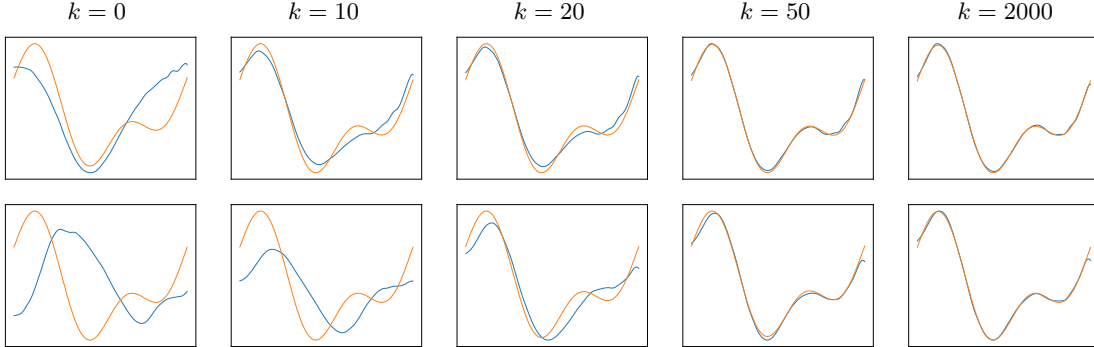 k = 0 k = 10 k = 20 k = 50 k = 2000